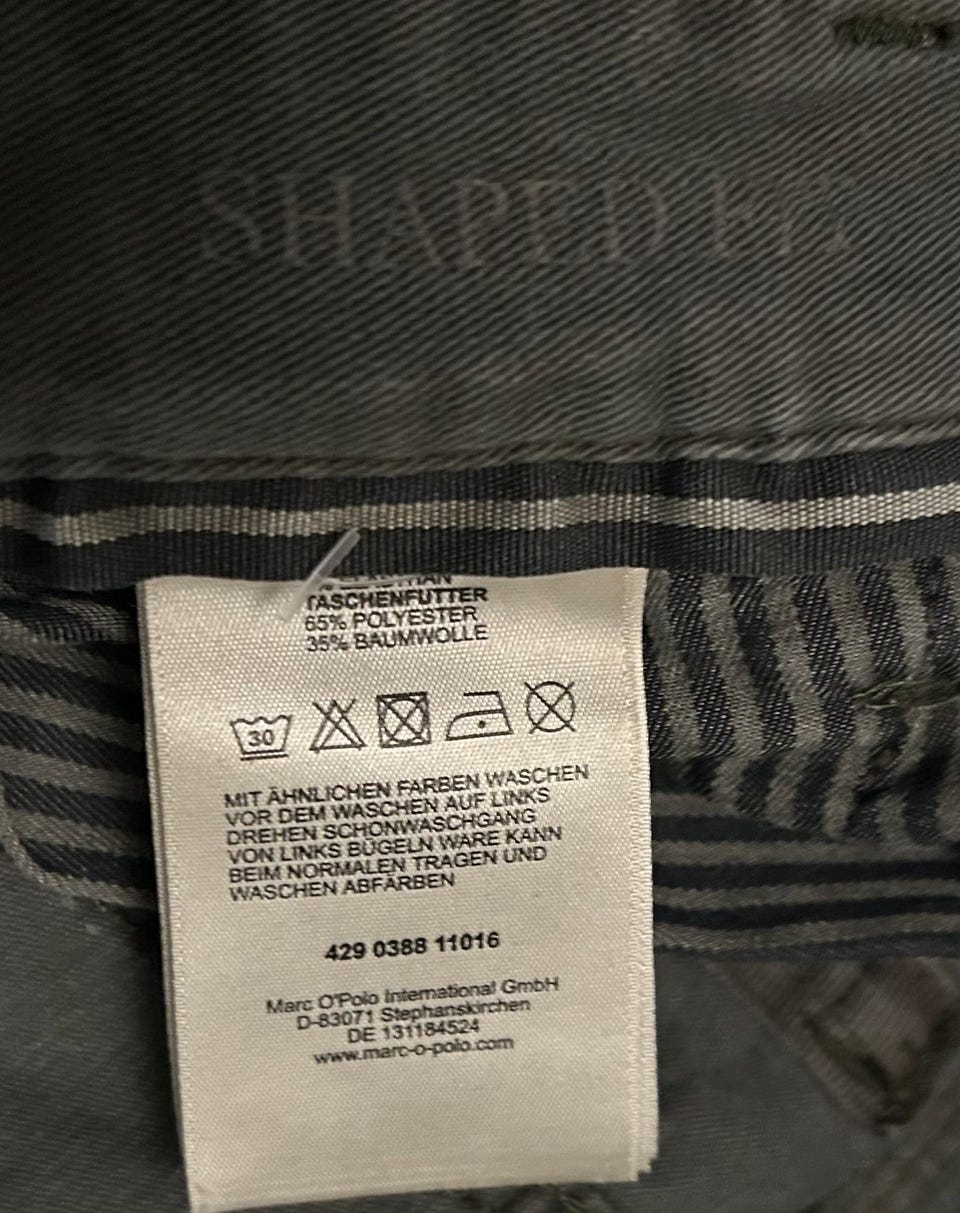 SHAPED FIT
TASCHENFUTTER
65% POLYESTER
35% BAUMWOLLE
30
MIT ÄHNLICHEN FARBEN WASCHEN
VOR DEM WASCHEN AUF LINKS
DREHEN SCHONWASCHGANG
VON LINKS BÜGELN WARE KANN
BEIM NORMALEN TRAGEN UND
WASCHEN ABFÄRBEN
429 0388 11016
Marc O'Polo International GmbH
D-83071 Stephanskirchen
DE 131184524
www.marc-o-polo.com